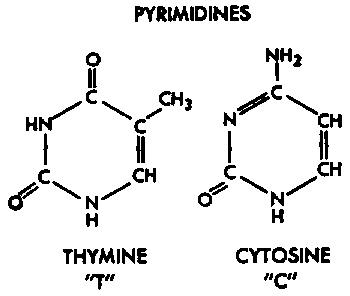 PYRIMIDINES
O
C
CH₃
HN
C
C
CH
O
N
H
NH₂
C
N
CH
C
CH
O
N
H
THYMINE
"T"
CYTOSINE
"C"